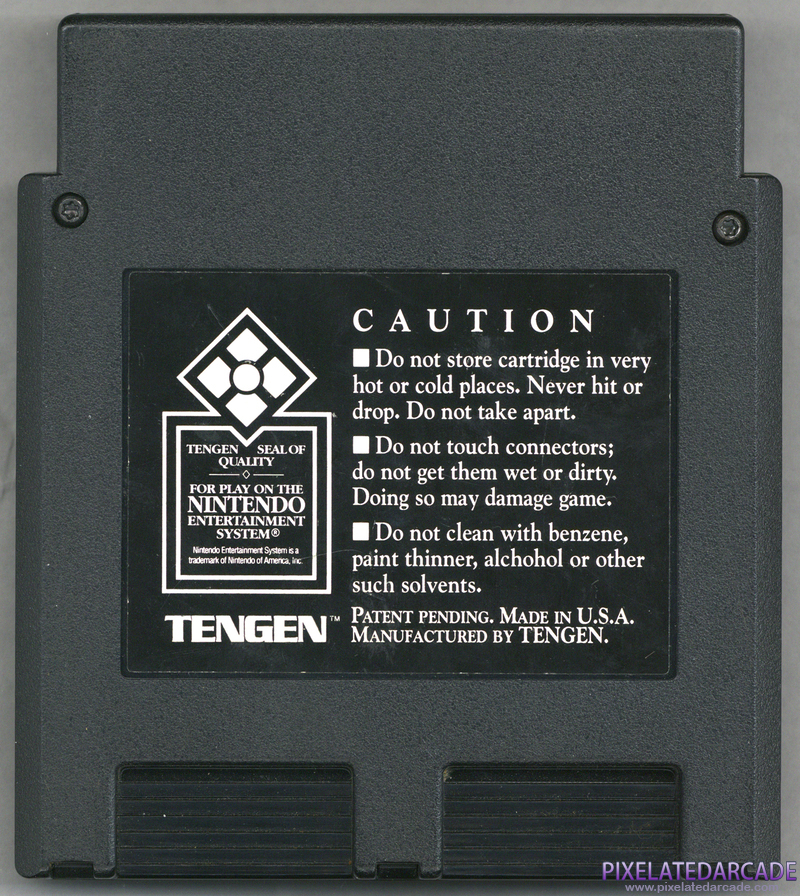 CAUTION
Do not store cartridge in very
hot or cold places. Never hit or
drop. Do not take apart.
Do not touch connectors;
do not get them wet or dirty.
Doing so may damage game.
Do not clean with benzene,
paint thinner, alchohol or other
such solvents.
PATENT PENDING. MADE IN U.S.A.
MANUFACTURED BY TENGEN.
TENGEN SEAL OF
QUALITY
FOR PLAY ON THE
NINTENDO
ENTERTAINMENT
SYSTEM®
Nintendo Entertainment System is a
trademark of Nintendo of America, Inc.
TENGEN™
PIXELATEDARCADE
www.pixelatedarcade.com